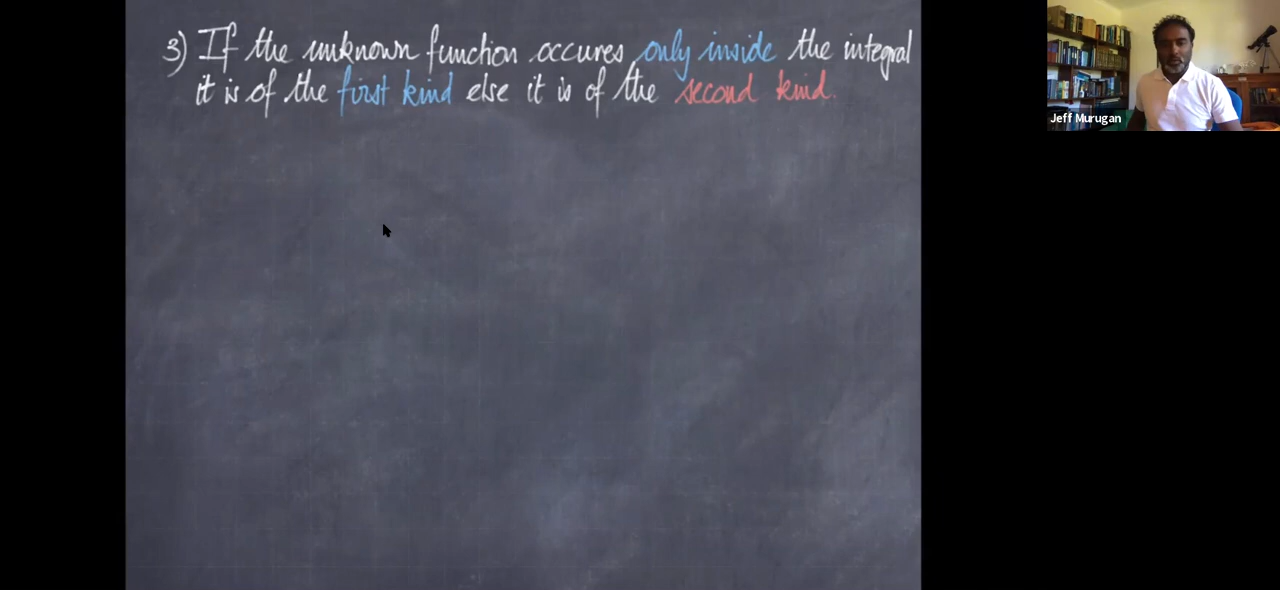 3) If the unknown function occures only inside the integral
it is of the first kind else it is of the second kind.
Jeff Murugan